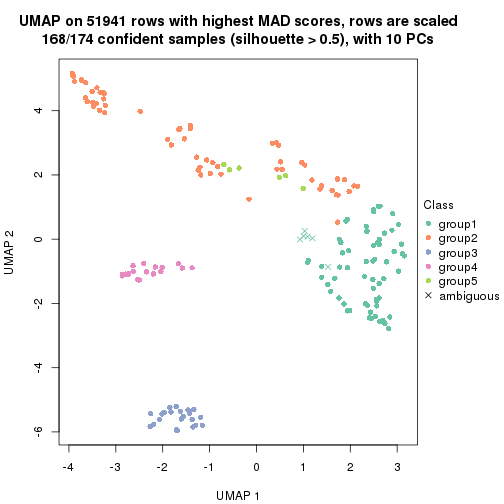 UMAP on 51941 rows with highest MAD scores, rows are scaled
168/174 confident samples (silhouette > 0.5), with 10 PCs
4
2
0
-2
-4
-6
UMAP 2
-4
-3
-2
-1
0
1
2
3
UMAP 1
Class
group1
group2
group3
group4
group5
ambiguous